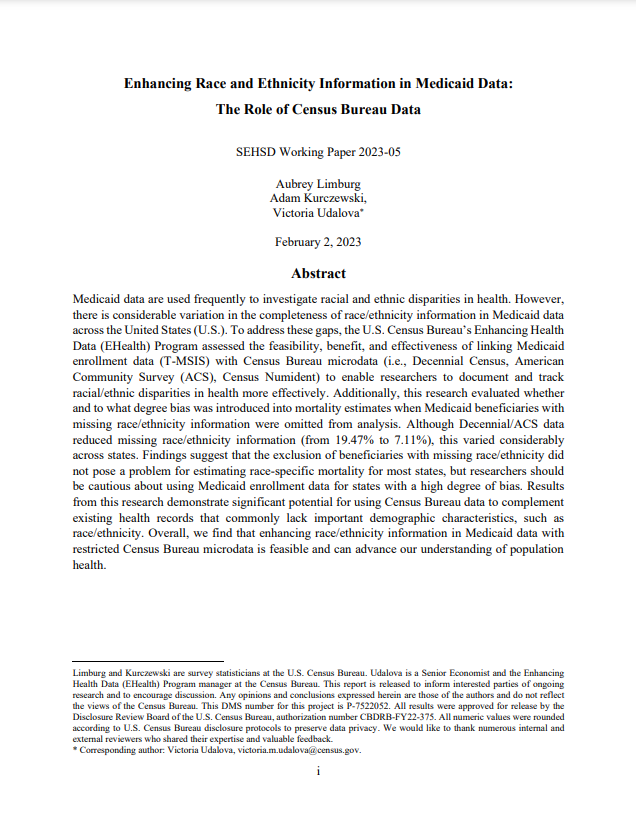 Enhancing Race and Ethnicity Information in Medicaid Data:
The Role of Census Bureau Data
SEHSD Working Paper 2023-05
Aubrey Limburg
Adam Kurczewski,
Victoria Udalova*
February 2, 2023
Abstract
Medicaid data are used frequently to investigate racial and ethnic disparities in health. However,
there is considerable variation in the completeness of race/ethnicity information in Medicaid data
across the United States (U.S.). To address these gaps, the U.S. Census Bureau's Enhancing Health
Data (EHealth) Program assessed the feasibility, benefit, and effectiveness of linking Medicaid
enrollment data (T-MSIS) with Census Bureau microdata (i.e., Decennial Census, American
Community Survey (ACS), Census Numident) to enable researchers to document and track
racial/ethnic disparities in health more effectively. Additionally, this research evaluated whether
and to what degree bias was introduced into mortality estimates when Medicaid beneficiaries with
missing race/ethnicity information were omitted from analysis. Although Decennial/ACS data
reduced missing race/ethnicity information (from 19.47% to 7.11%), this varied considerably
across states. Findings suggest that the exclusion of beneficiaries with missing race/ethnicity did
not pose a problem for estimating race-specific mortality for most states, but researchers should
be cautious about using Medicaid enrollment data for states with a high degree of bias. Results
from this research demonstrate significant potential for using Census Bureau data to complement
existing health records that commonly lack important demographic characteristics, such as
race/ethnicity. Overall, we find that enhancing race/ethnicity information in Medicaid data with
restricted Census Bureau microdata is feasible and can advance our understanding of population
health.
Limburg and Kurczewski are survey statisticians at the U.S. Census Bureau. Udalova is a Senior Economist and the Enhancing
Health Data (EHealth) Program manager at the Census Bureau. This report is released to inform interested parties of ongoing
research and to encourage discussion. Any opinions and conclusions expressed herein are those of the authors and do not reflect
the views of the Census Bureau. This DMS number for this project is P-7522052. All results were approved for release by the
Disclosure Review Board of the U.S. Census Bureau, authorization number CBDRB-FY22-375. All numeric values were rounded
according to U.S. Census Bureau disclosure protocols to preserve data privacy. We would like to thank numerous internal and
external reviewers who shared their expertise and valuable feedback.
* Corresponding author: Victoria Udalova, victoria.m.udalova@census.gov.
i